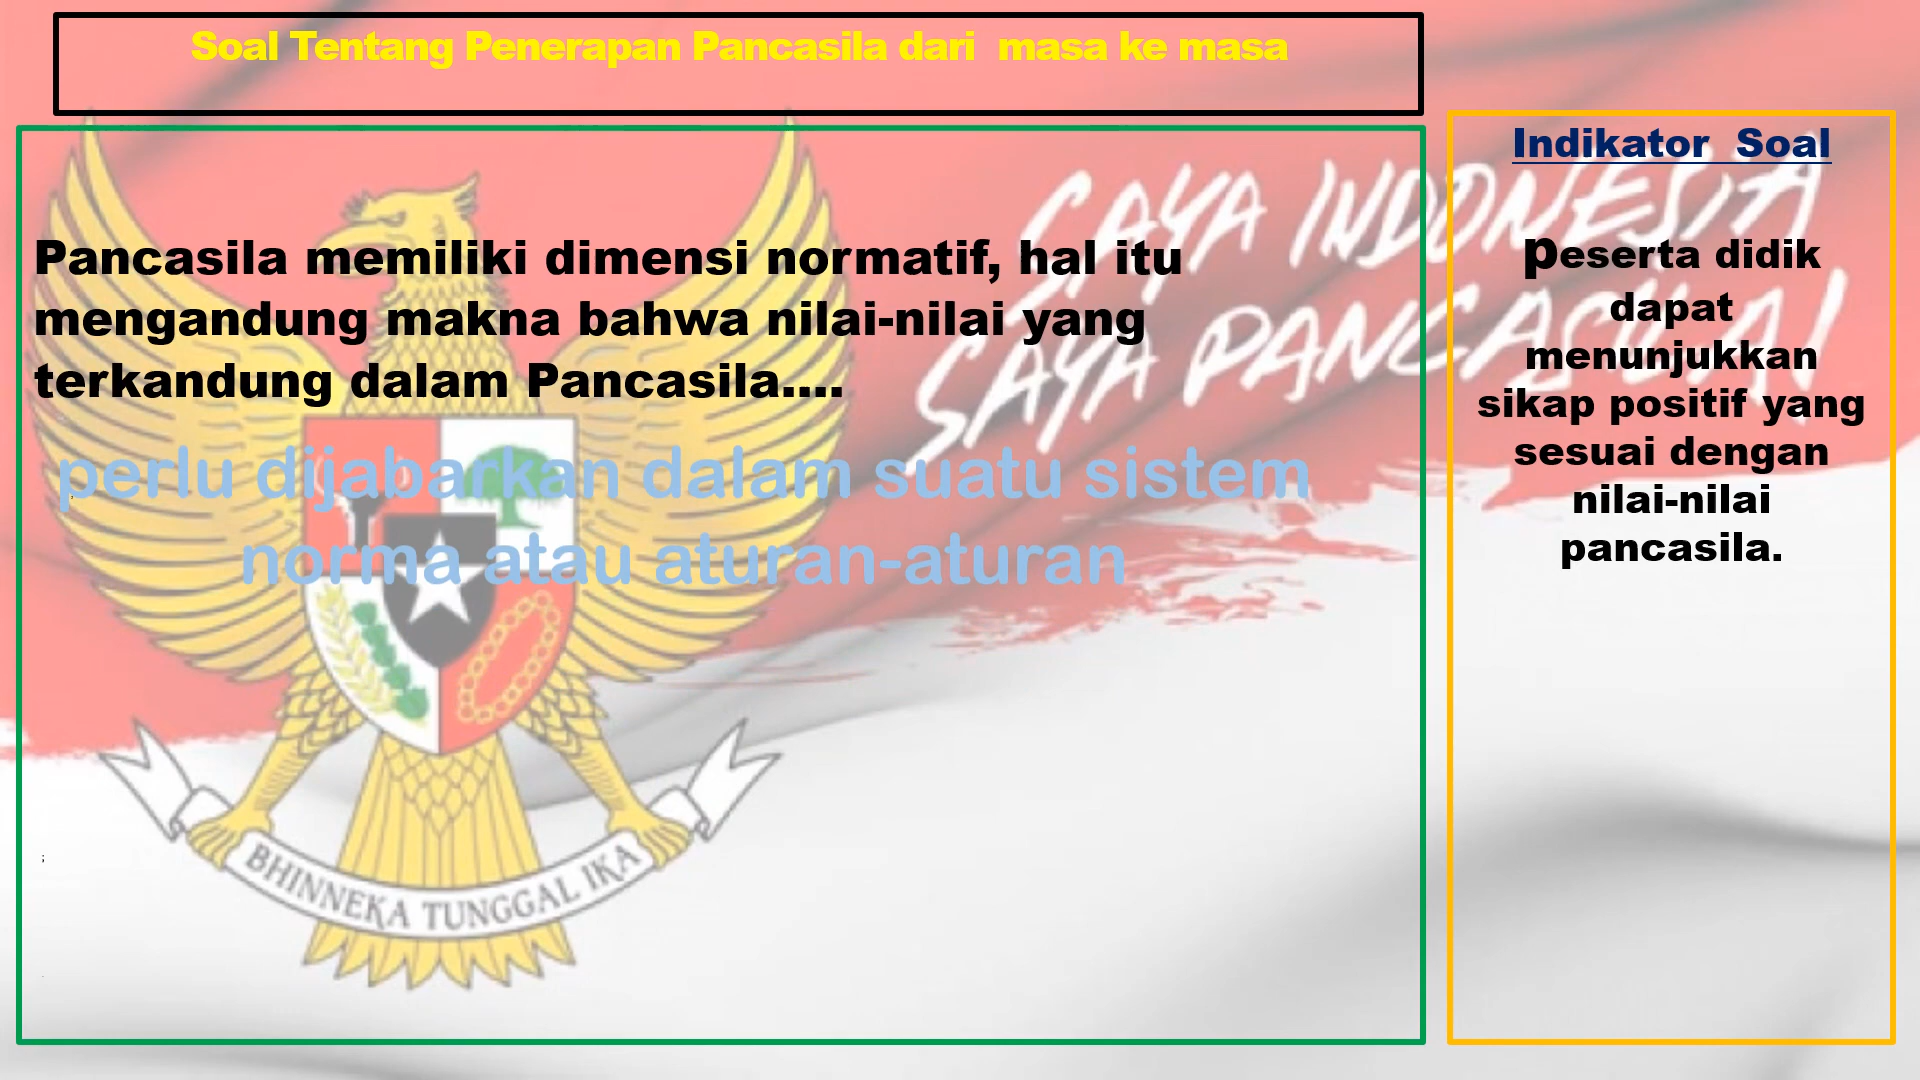 Soal Tentang Penerapan Pancasila dari  masa ke masa
Indikator  Soal
SAYA INDONESIA
SAYA PANCASILA!
Pancasila memiliki dimensi normatif, hal itu
mengandung makna bahwa nilai-nilai yang
terkandung dalam Pancasila....
perlu dijabarkan dalam suatu sistem
norma atau aturan-aturan
;
;
BHINNEKA TUNGGAL IKA
peserta didik
dapat
menunjukkan
sikap positif yang
sesuai dengan
nilai-nilai
pancasila.